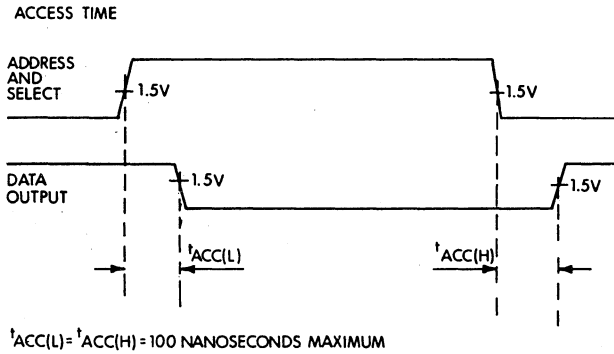 ACCESS TIME
ADDRESS
AND
SELECT
1.5V
1.5V
DATA
OUTPUT
1.5V
1.5V
tACC(L)
tACC(H)
tACC(L)= tACC(H) = 100 NANOSECONDS MAXIMUM